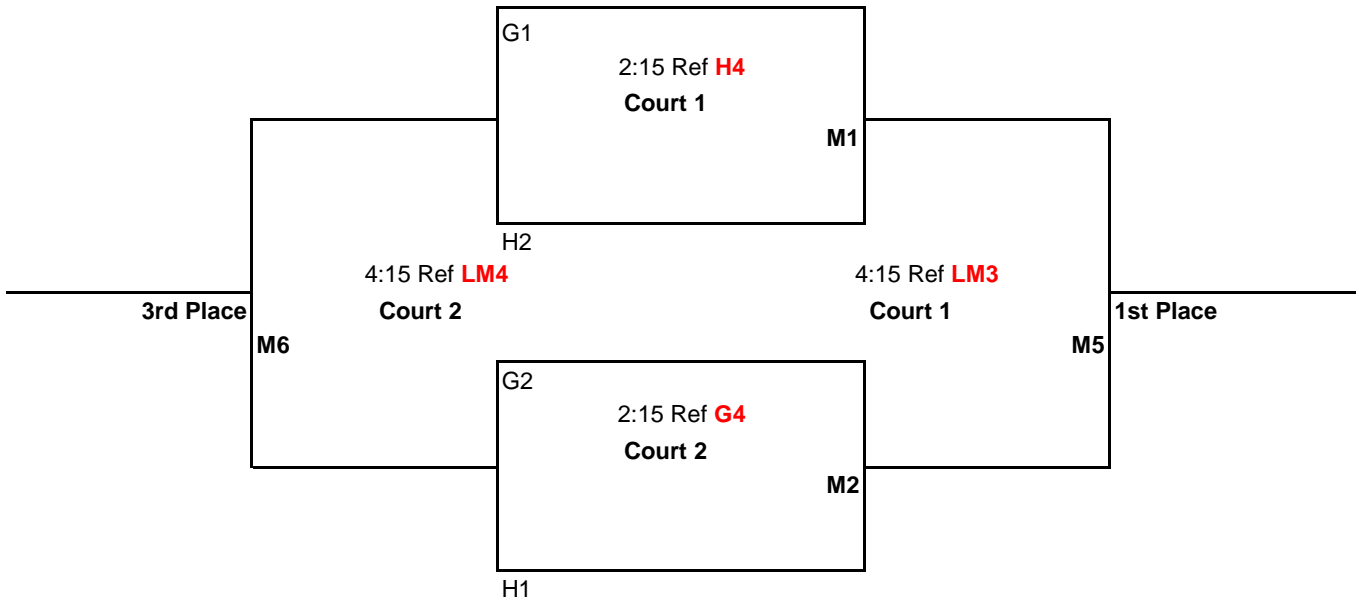 G1
2:15 Ref H4
Court 1
M1
H2
4:15 Ref LM4
Court 2
4:15 Ref LM3
Court 1
3rd Place
1st Place
M6
M5
G2
2:15 Ref G4
Court 2
M2
H1